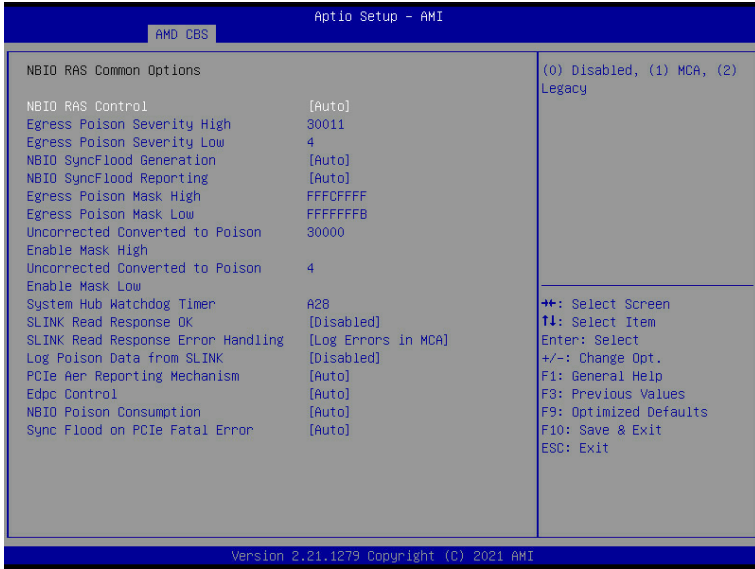 Aptio Setup – AMI
AMD CBS
NBIO RAS Common Options
NBIO RAS Control [Auto]
Egress Poison Severity High 30011
Egress Poison Severity Low 4
NBIO SyncFlood Generation [Auto]
NBIO SyncFlood Reporting [Auto]
Egress Poison Mask High FFFCFFFF
Egress Poison Mask Low FFFFFFFB
Uncorrected Converted to Poison 30000
Enable Mask High
Uncorrected Converted to Poison 4
Enable Mask Low
System Hub Watchdog Timer A28
SLINK Read Response OK [Disabled]
SLINK Read Response Error Handling [Log Errors in MCA]
Log Poison Data from SLINK [Disabled]
PCIe Aer Reporting Mechanism [Auto]
Edpc Control [Auto]
NBIO Poison Consumption [Auto]
Sync Flood on PCIe Fatal Error [Auto]
(0) Disabled, (1) MCA, (2)
Legacy
→←: Select Screen
↑↓: Select Item
Enter: Select
+/-: Change Opt.
F1: General Help
F3: Previous Values
F9: Optimized Defaults
F10: Save & Exit
ESC: Exit
Version 2.21.1279 Copyright (C) 2021 AMI